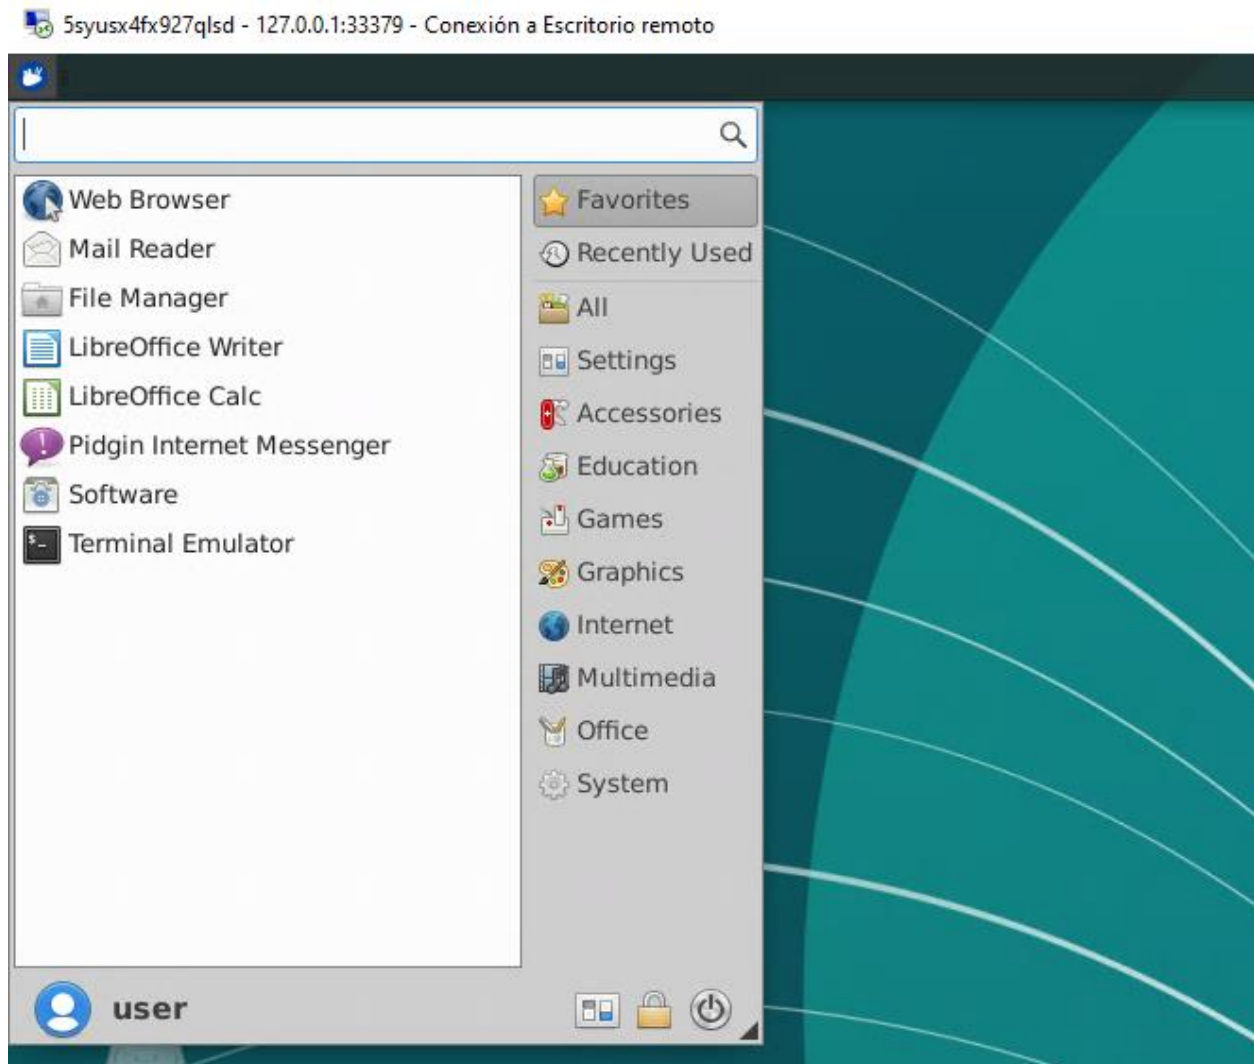 5syusx4fx927qlsd - 127.0.0.1:33379 - Conexión a Escritorio remoto
Web Browser
Mail Reader
File Manager
LibreOffice Writer
LibreOffice Calc
Pidgin Internet Messenger
Software
Terminal Emulator
Favorites
Recently Used
All
Settings
Accessories
Education
Games
Graphics
Internet
Multimedia
Office
System
user